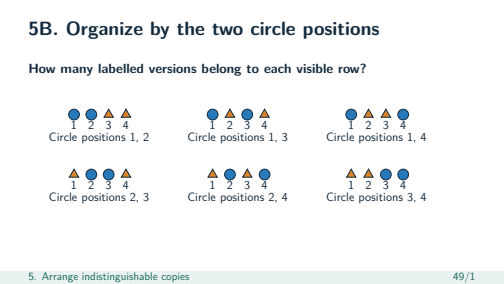 5B. Organize by the two circle positions
How many labelled versions belong to each visible row?
1 2 3 4
Circle positions 1, 2
1 2 3 4
Circle positions 1, 3
1 2 3 4
Circle positions 1, 4
1 2 3 4
Circle positions 2, 3
1 2 3 4
Circle positions 2, 4
1 2 3 4
Circle positions 3, 4
5. Arrange indistinguishable copies
49/1